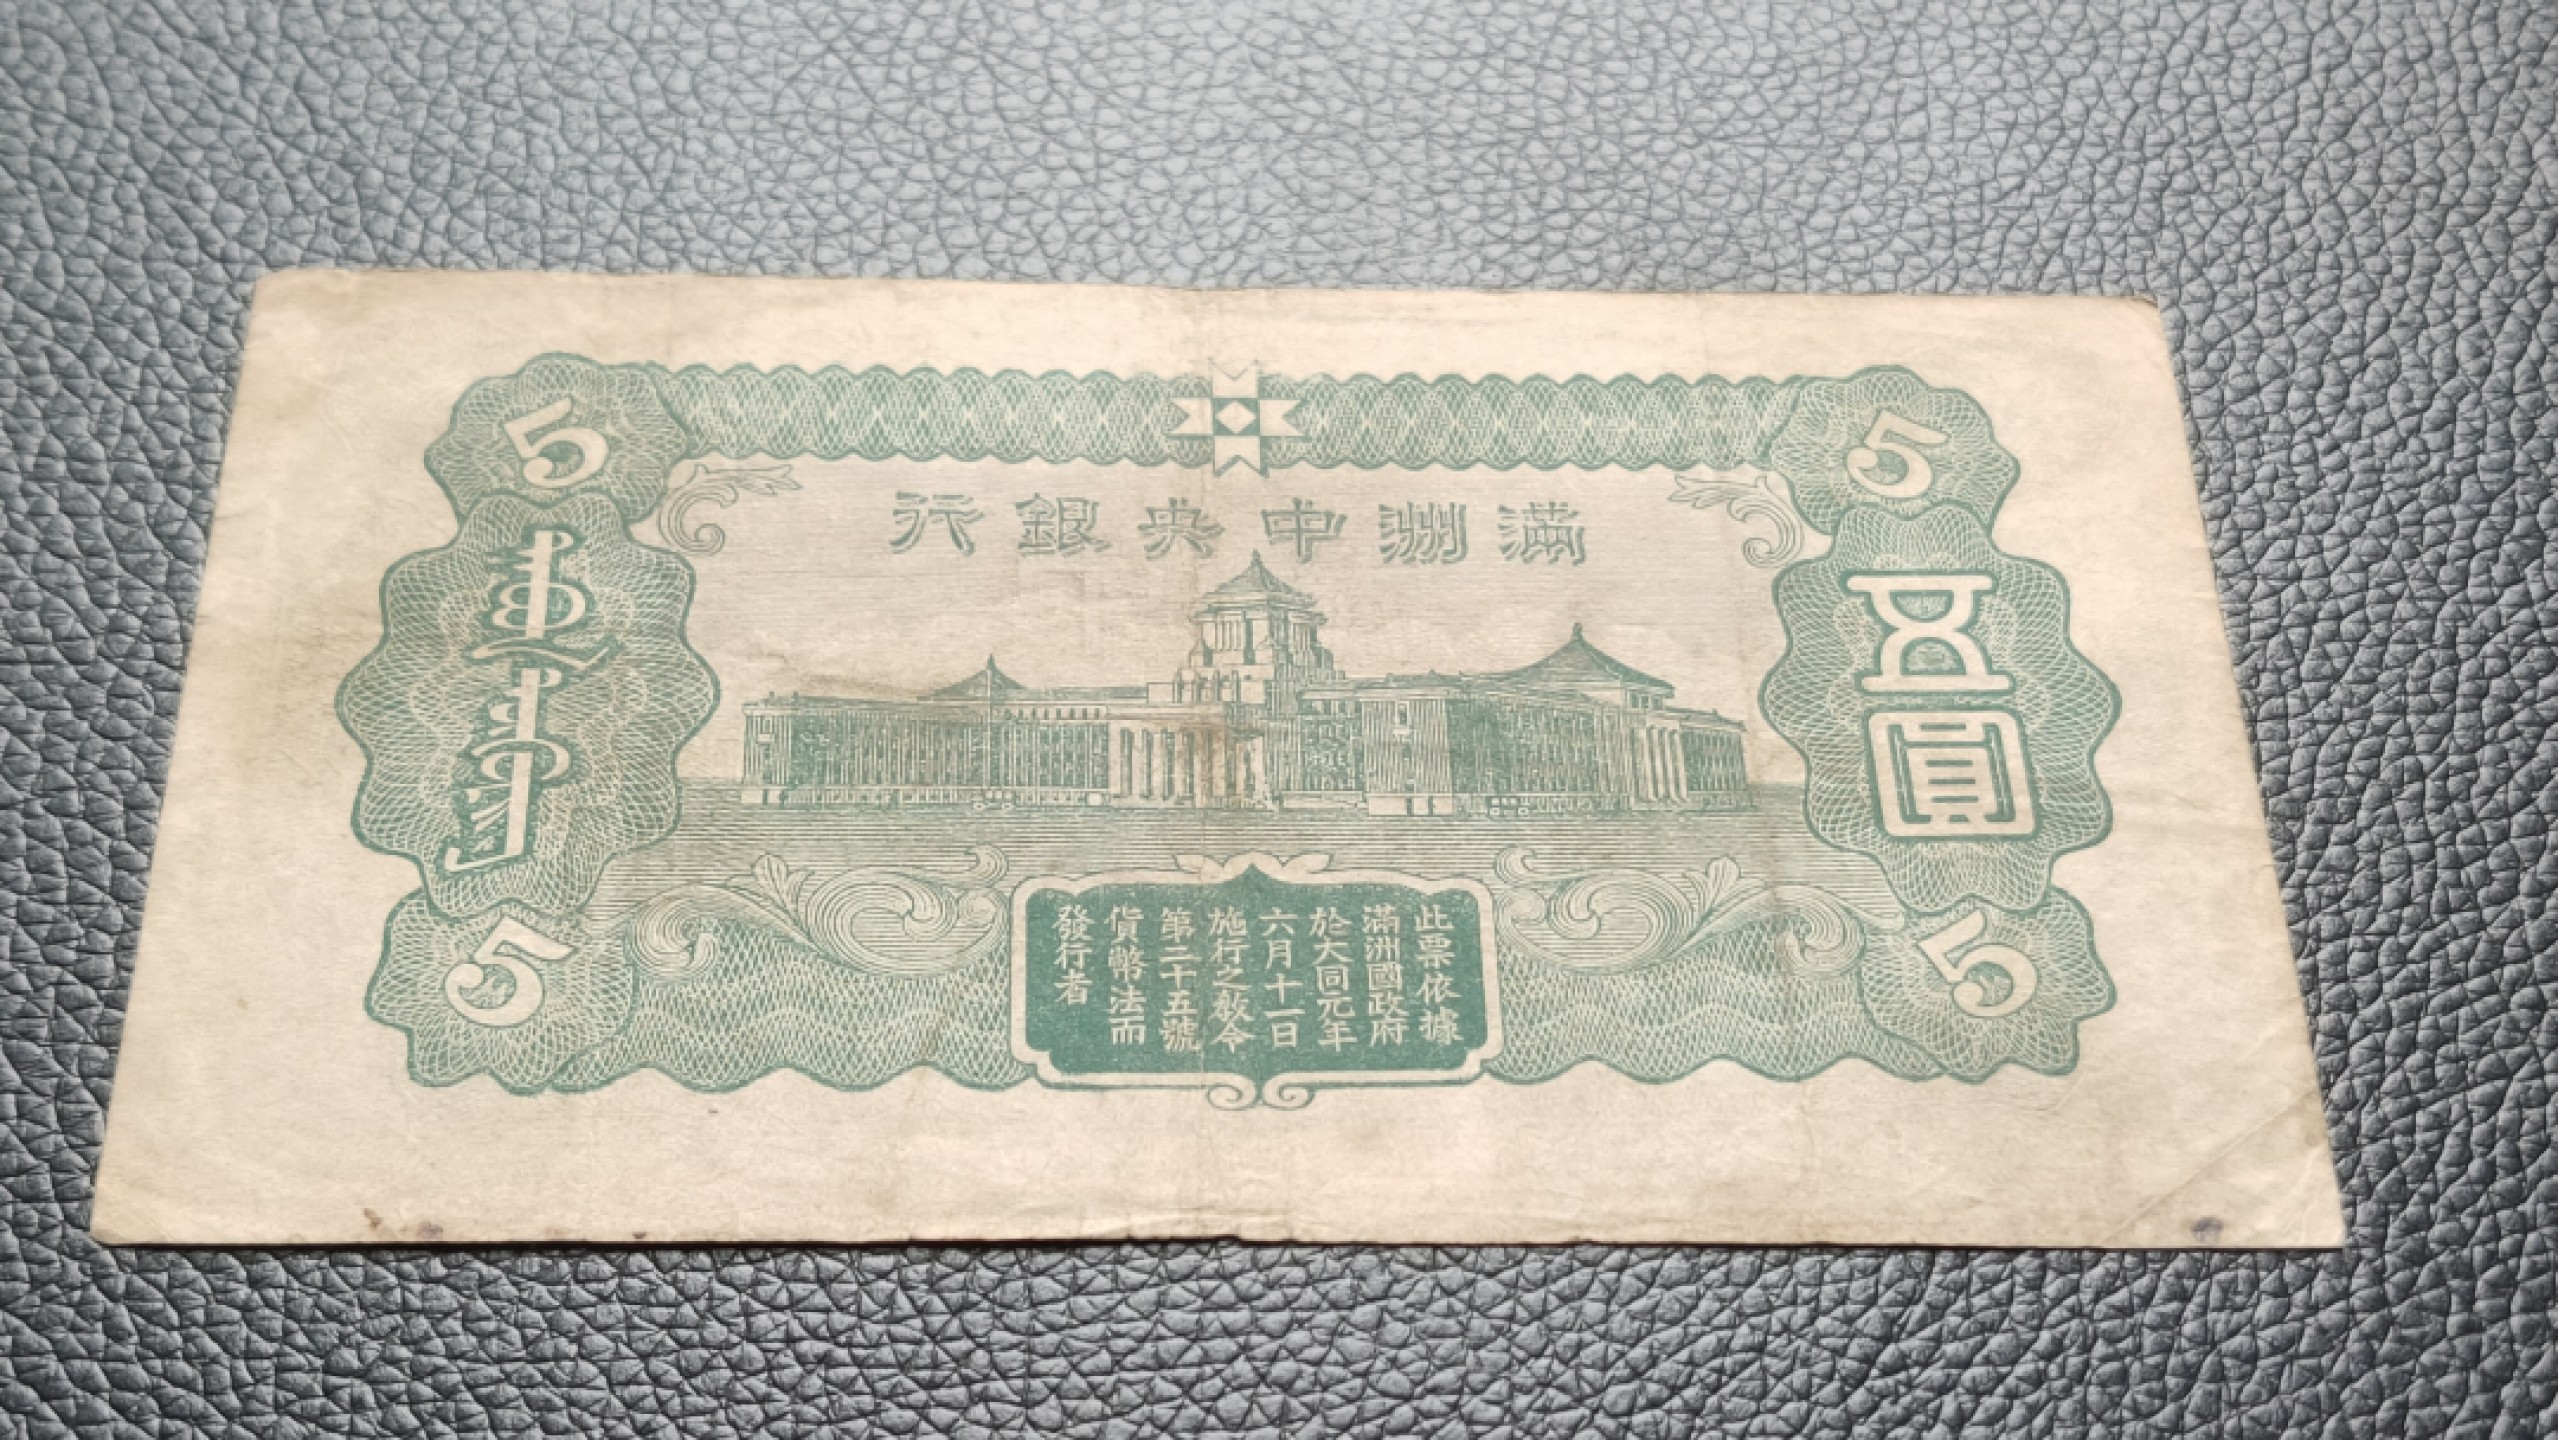 5
5
滿洲中央銀行
五圓
此票依據
滿洲國政府
於大同元年
六月十一日
施行之敎令
第二十五號
貨幣法而
發行者
5
5